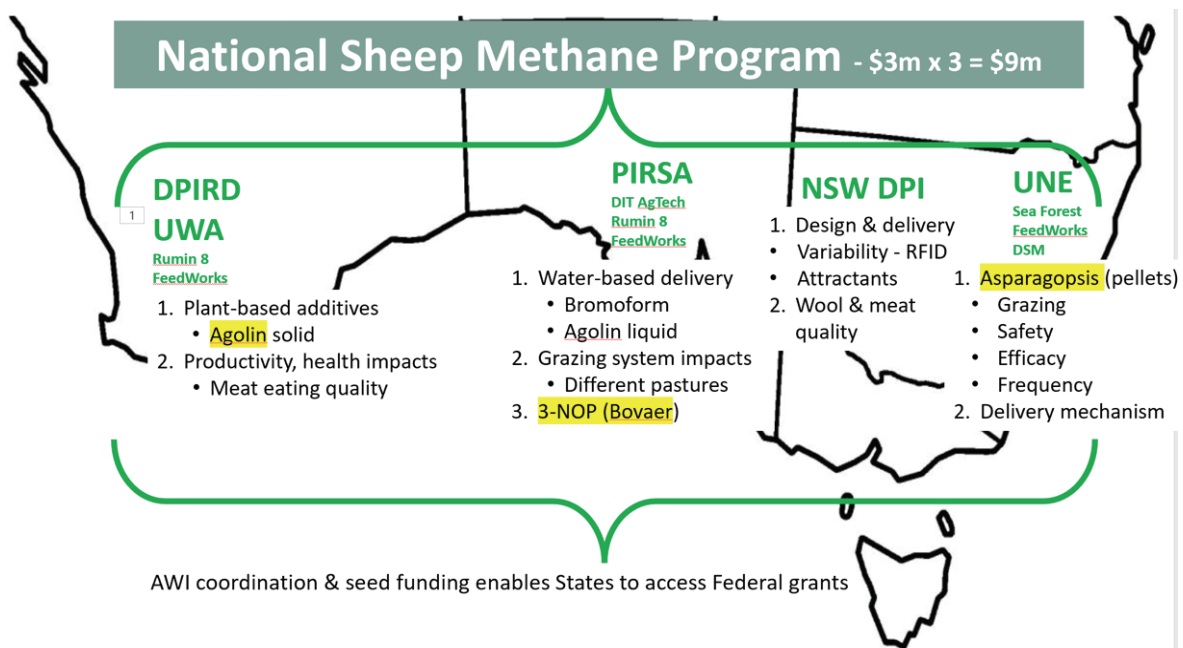 National Sheep Methane Program - $3m x 3 = $9m
1
DPIRD
UWA
Rumin 8
FeedWorks
1. Plant-based additives
• Agolin solid
2. Productivity, health impacts
• Meat eating quality
PIRSA
DIT AgTech
Rumin 8
FeedWorks
1. Water-based delivery
• Bromoform
• Agolin liquid
2. Grazing system impacts
• Different pastures
3. 3-NOP (Bovaer)
NSW DPI
1. Design & delivery
• Variability - RFID
• Attractants
2. Wool & meat
quality
UNE
Sea Forest
FeedWorks
DSM
1. Asparagopsis (pellets)
• Grazing
• Safety
• Efficacy
• Frequency
2. Delivery mechanism
AWI coordination & seed funding enables States to access Federal grants